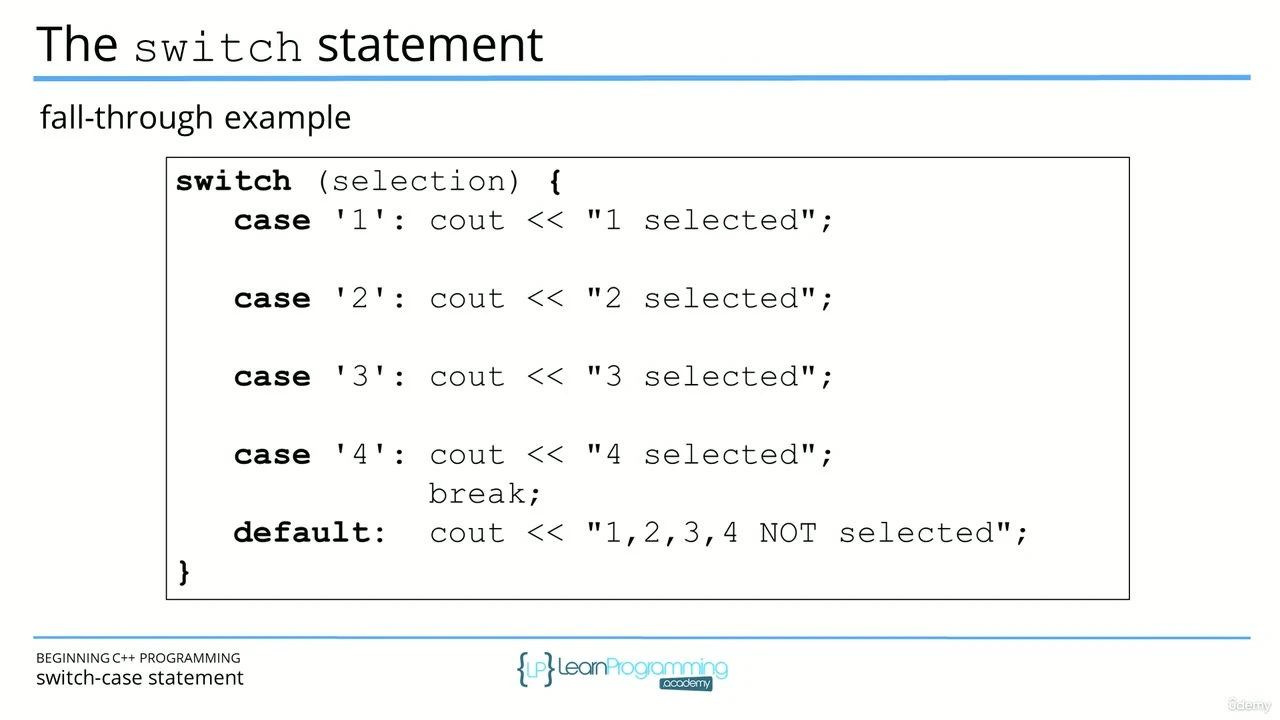 The switch statement
fall-through example
switch (selection) {
   case '1': cout << "1 selected";
   case '2': cout << "2 selected";
   case '3': cout << "3 selected";
   case '4': cout << "4 selected";
             break;
   default:  cout << "1,2,3,4 NOT selected";
}
BEGINNING C++ PROGRAMMING
switch-case statement
{LP} LearnProgramming
academy
ûdemy